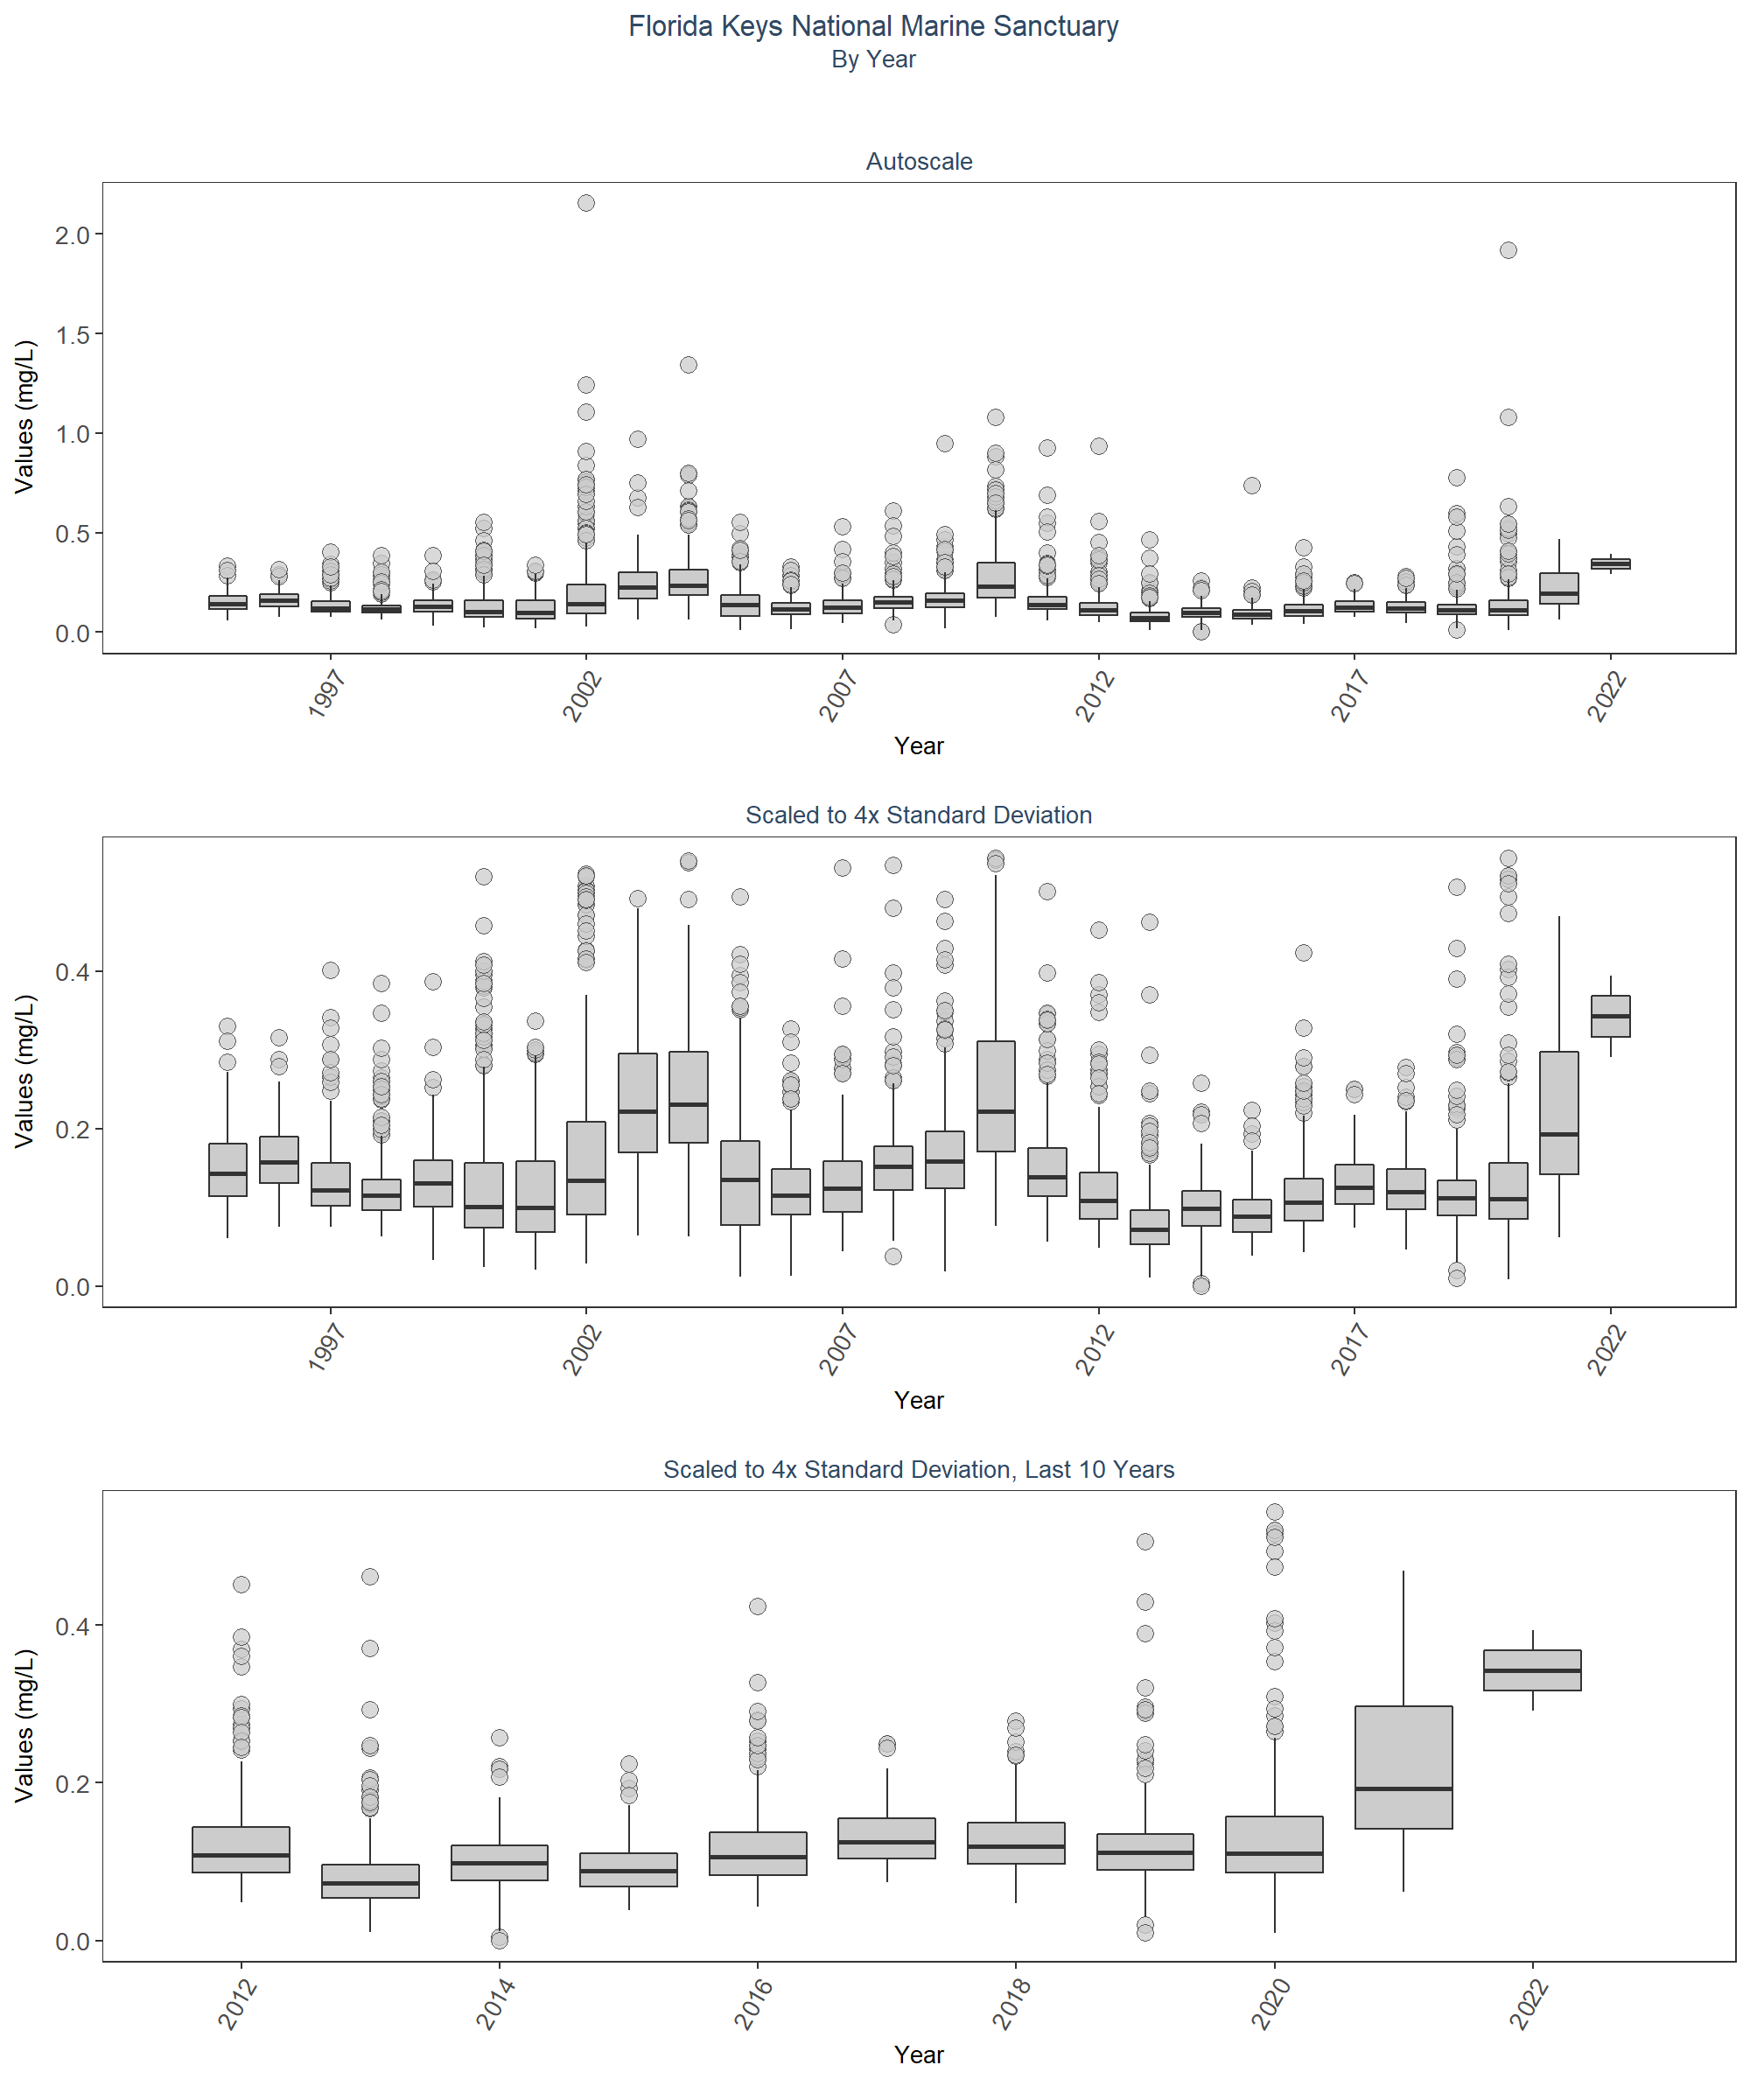 Florida Keys National Marine Sanctuary
By Year
Autoscale
Values (mg/L)
2.0
1.5
1.0
0.5
0.0
1997 2002 2007 2012 2017 2022
Year
Scaled to 4x Standard Deviation
Values (mg/L)
0.4
0.2
0.0
1997 2002 2007 2012 2017 2022
Year
Scaled to 4x Standard Deviation, Last 10 Years
Values (mg/L)
0.4
0.2
0.0
2012 2014 2016 2018 2020 2022
Year